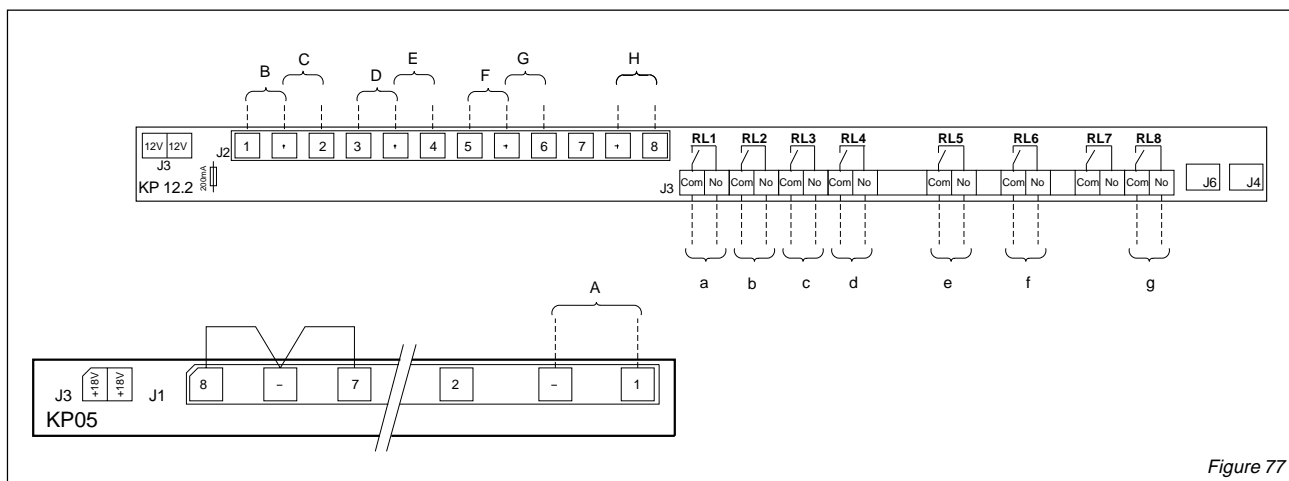 E
C
G
H
B
D
F
12V 12V
J3
KP 12.2
200mA
J2
1 2 3 4 5 6 7 8
RL1 RL2 RL3 RL4 RL5 RL6 RL7 RL8
J3
Com No Com No Com No Com No Com No Com No Com No Com No
J6
J4
a b c d e f g
A
J3
+18V
+18V
J1
8 – 7 2 – 1
KP05
Figure 77